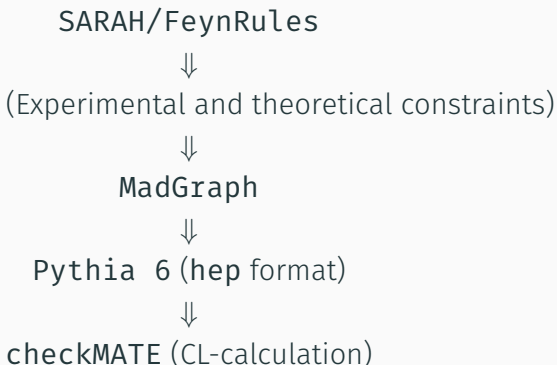 SARAH/FeynRules
⇓
(Experimental and theoretical constraints)
⇓
MadGraph
⇓
Pythia 6 (hep format)
⇓
checkMATE (CL-calculation)